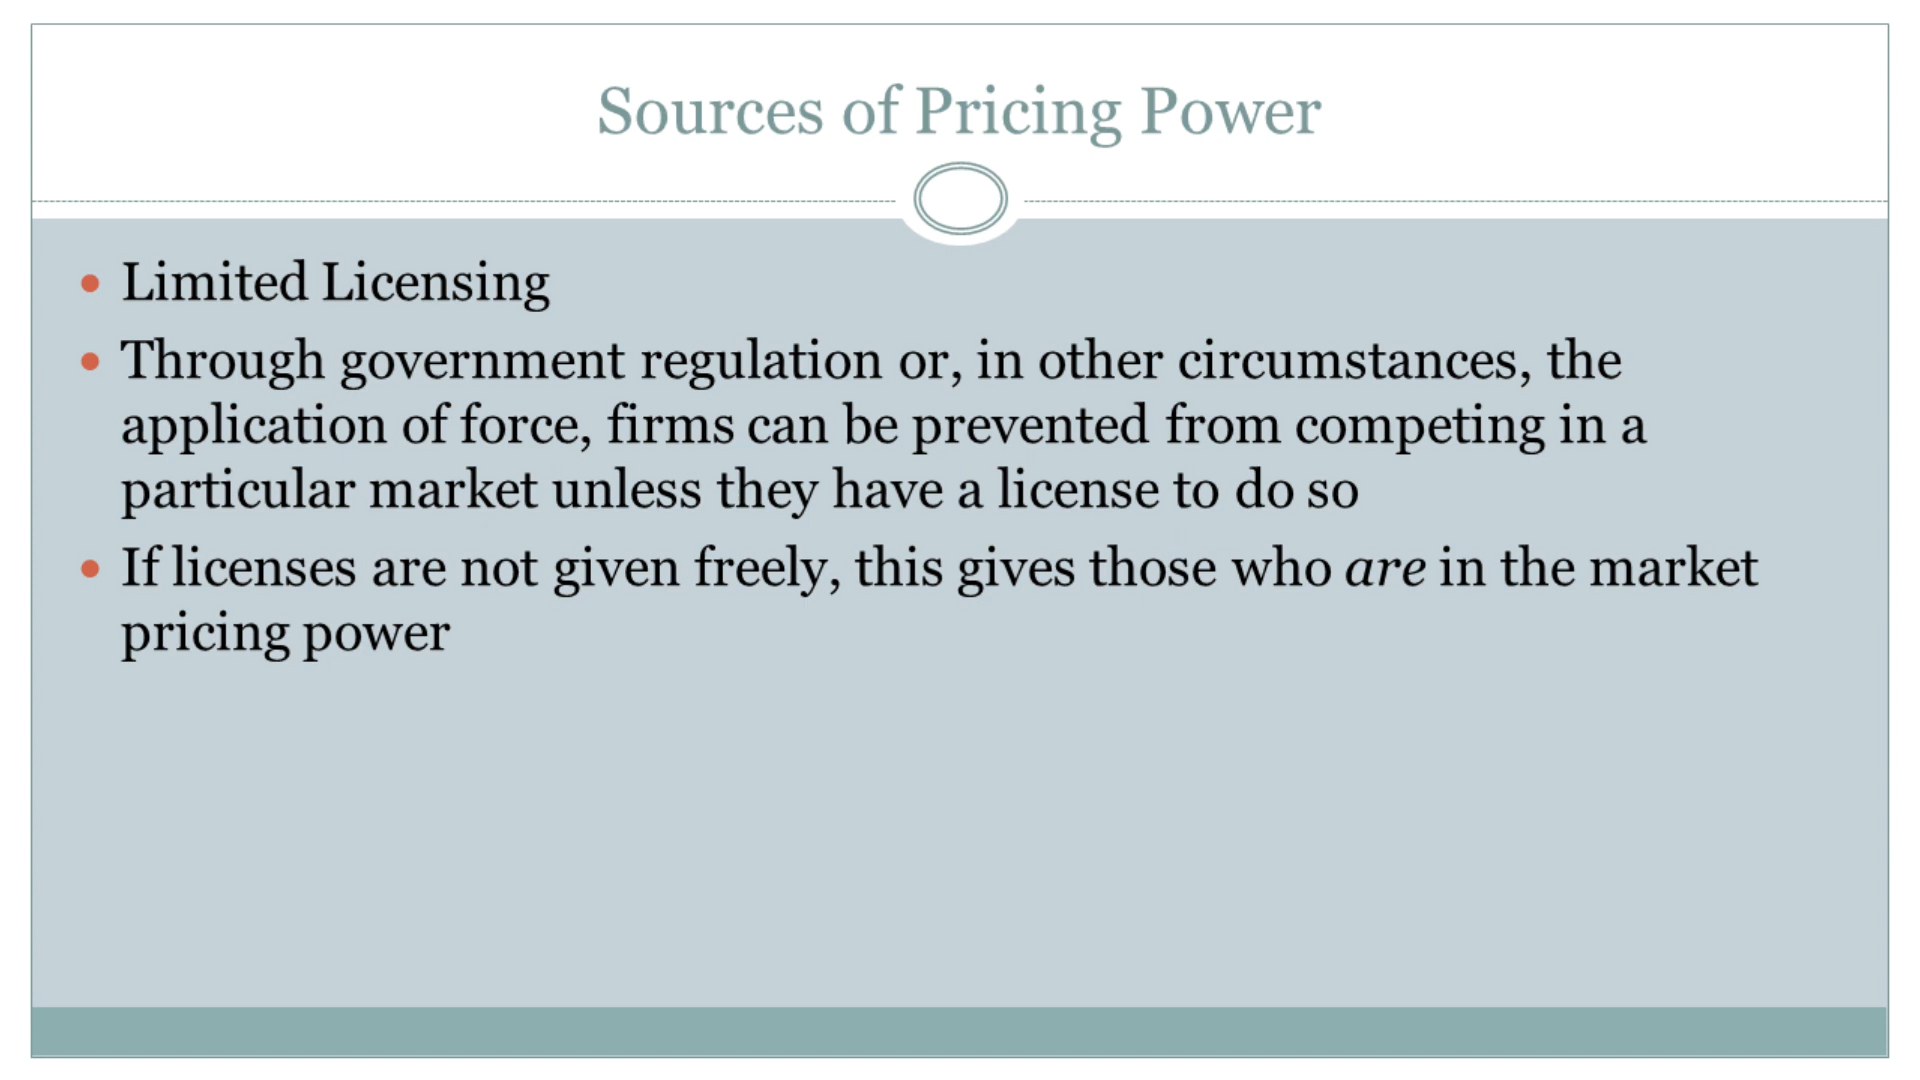 Sources of Pricing Power
Limited Licensing
Through government regulation or, in other circumstances, the
application of force, firms can be prevented from competing in a
particular market unless they have a license to do so
If licenses are not given freely, this gives those who are in the market
pricing power